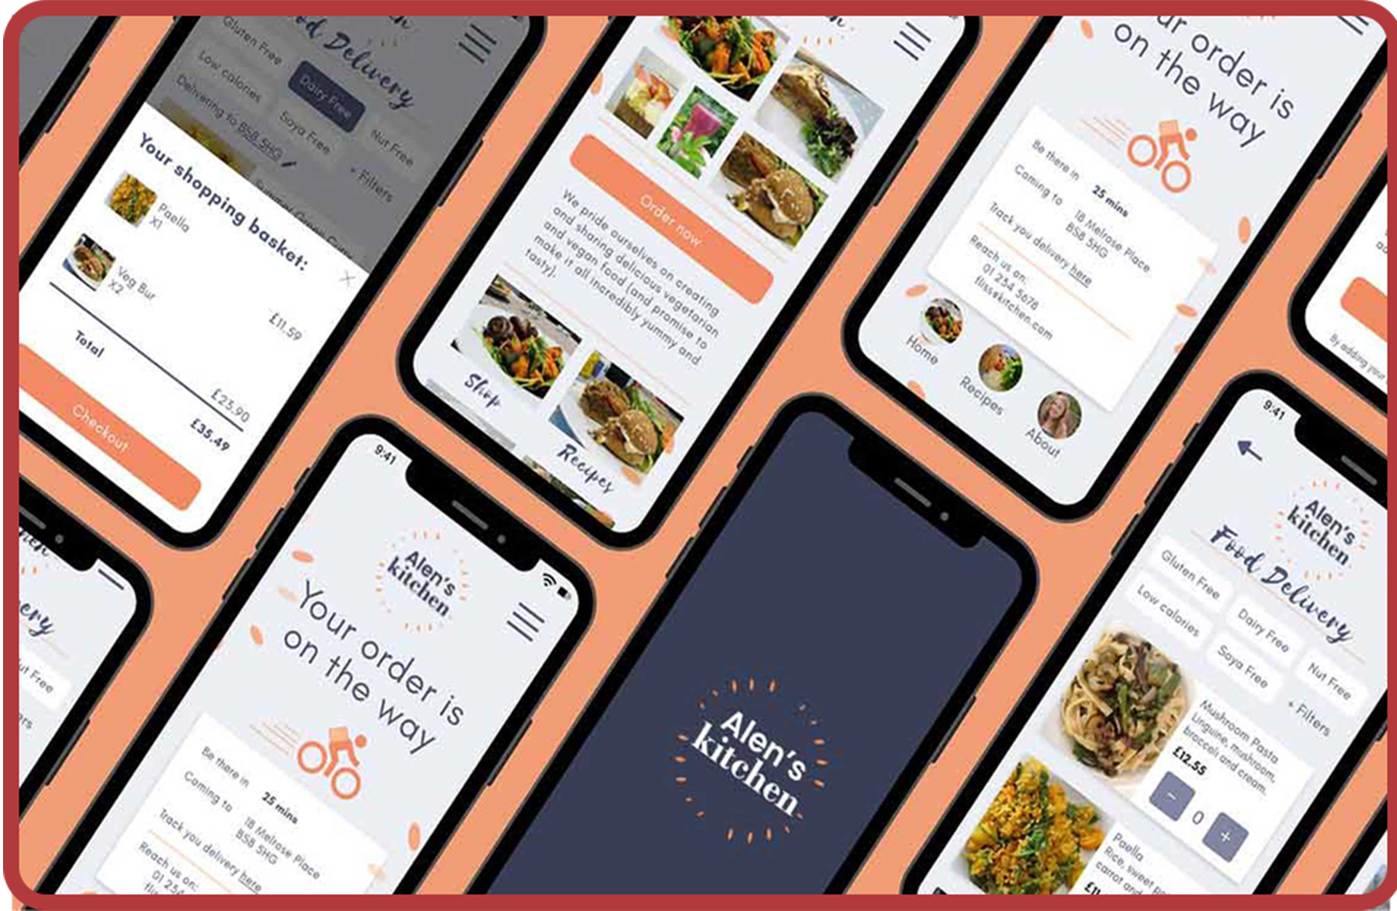 Gluten Free
Food Delivery
Low calories
Dairy Free
Delivering to BS8 5HG
Soya Free
Nut Free
+ Filters
Your shopping basket:
Paella
X1
£11.59
Veg Bur
X2
£23.90
Total
£35.49
Checkout
Order now
We pride ourselves on creating
and sharing delicious vegetarian
and vegan food (and promise to
make it all incredibly yummy and
tasty).
Shop
Recipes
ur order is
on the way
Be there in 25 mins
Coming to 18 Melrose Place
BS8 5HG
Track you delivery here
Reach us on:
01 234 5678
fliss@kitchen.com
Home
Recipes
About
By adding your
ery
ut Free
ers
9:41
Alen's
kitchen
Your order is
on the way
Be there in 25 mins
Coming to 18 Melrose Place
BS8 5HG
Track you delivery here
Reach us on:
01 234
Alen's
kitchen
9:41
Alen's
kitchen
Food Delivery
Gluten Free
Dairy Free
Nut Free
Low calories
Soya Free
+ Filters
Mushroom Pasta
Linguine, mushroom,
broccoli and cream.
£12.55
− 0 +
Paella
Rice, sweet
carrot and